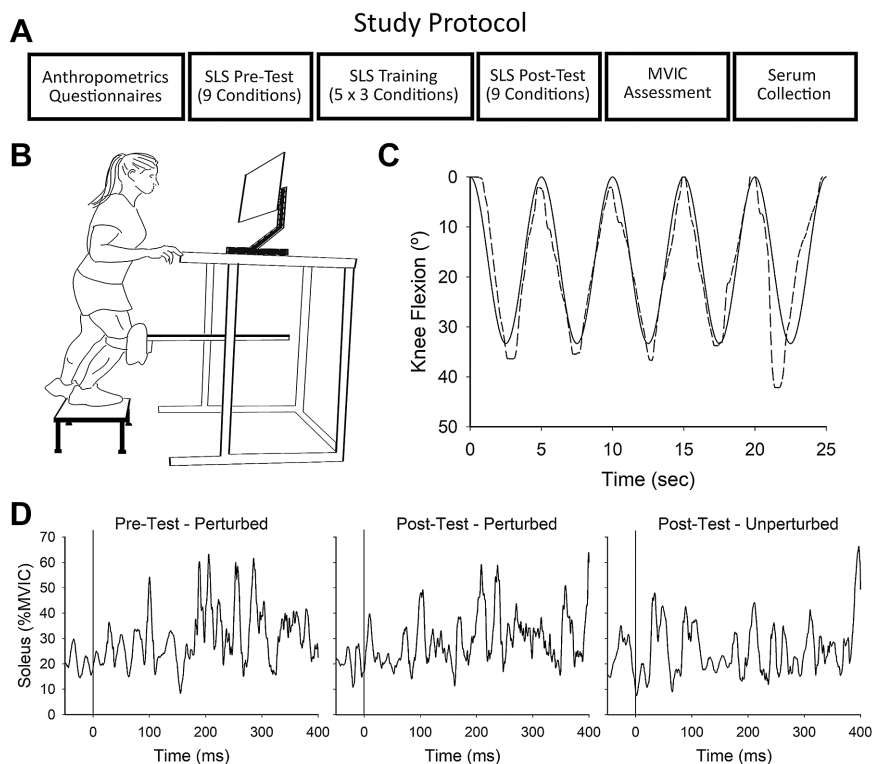 A
Study Protocol
Anthropometrics
Questionnaires
SLS Pre-Test
(9 Conditions)
SLS Training
(5 x 3 Conditions)
SLS Post-Test
(9 Conditions)
MVIC
Assessment
Serum
Collection
B
C
0
10
20
30
40
50
Knee Flexion (º)
0 5 10 15 20 25
Time (sec)
D
Pre-Test - Perturbed
Post-Test - Perturbed
Post-Test - Unperturbed
70
60
50
40
30
20
10
0
Soleus (%MVIC)
0 100 200 300 400
0 100 200 300 400
0 100 200 300 400
Time (ms)
Time (ms)
Time (ms)